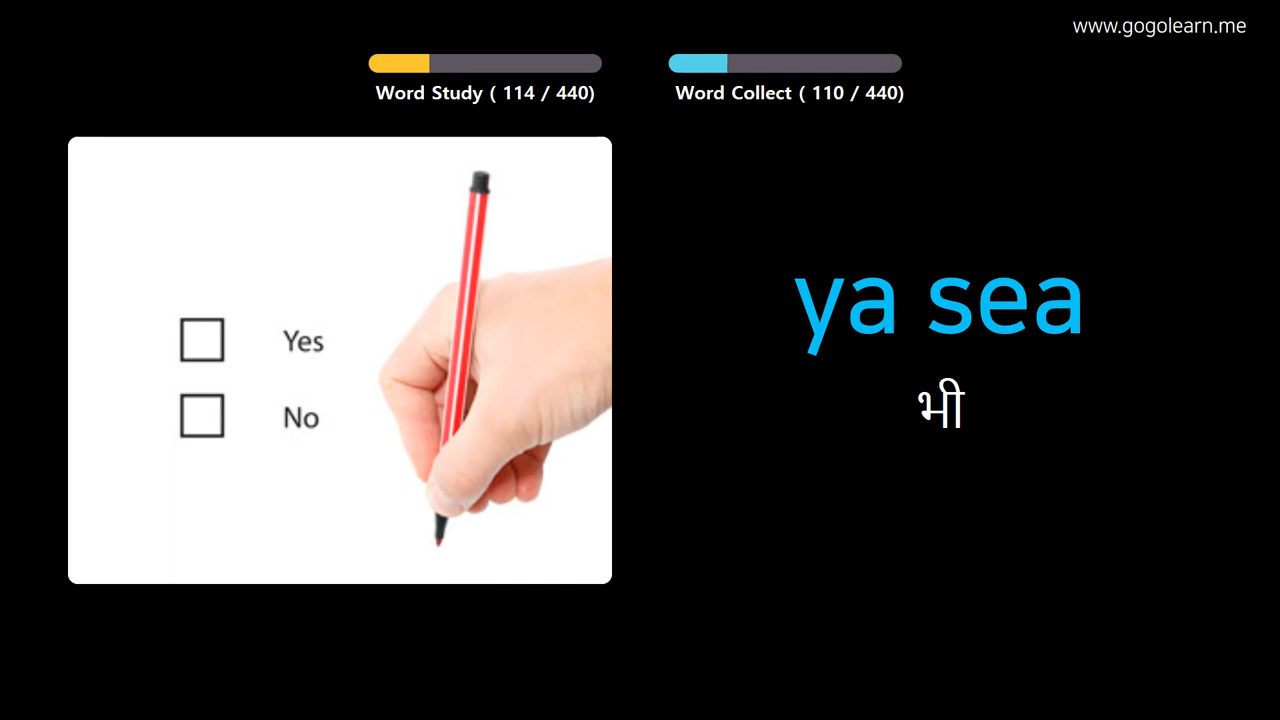 www.gogolearn.me
Word Study ( 114 / 440)
Word Collect ( 110 / 440)
Yes
No
ya sea
भी